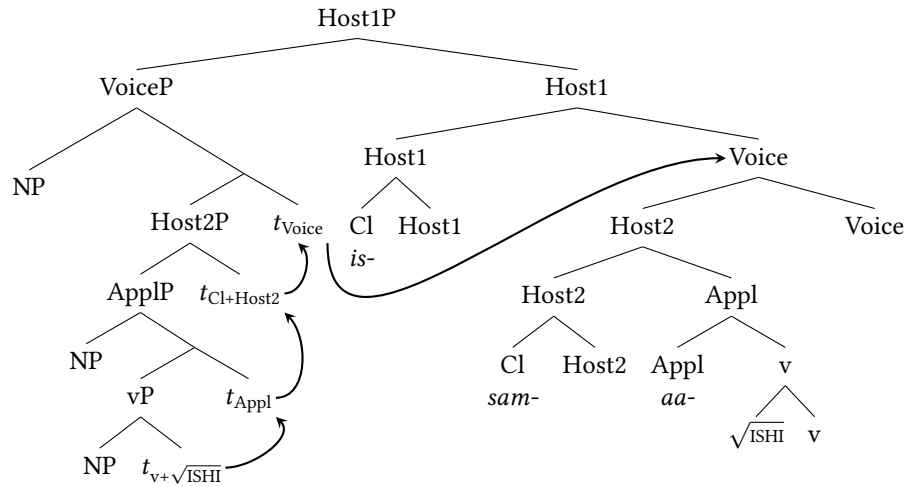 Host1P
VoiceP Host1
Host1 Voice
NP
Host2P t_Voice Cl Host1 Host2 Voice
is-
ApplP t_Cl+Host2 Host2 Appl
NP Cl Host2 Appl v
vP t_Appl sam- aa-
√ISHI v
NP t_v+√ISHI